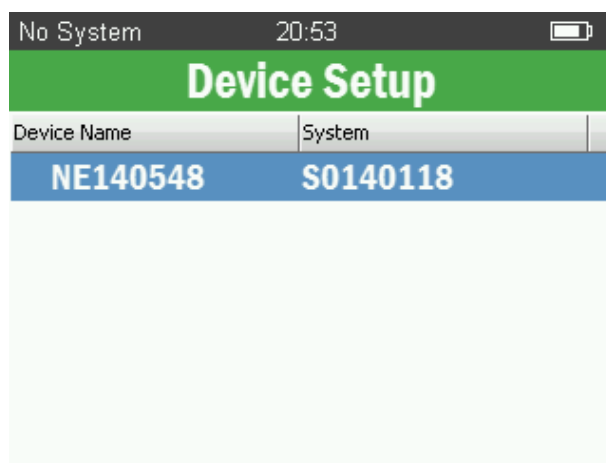 No System 20:53
Device Setup
Device Name System
NE140548 S0140118